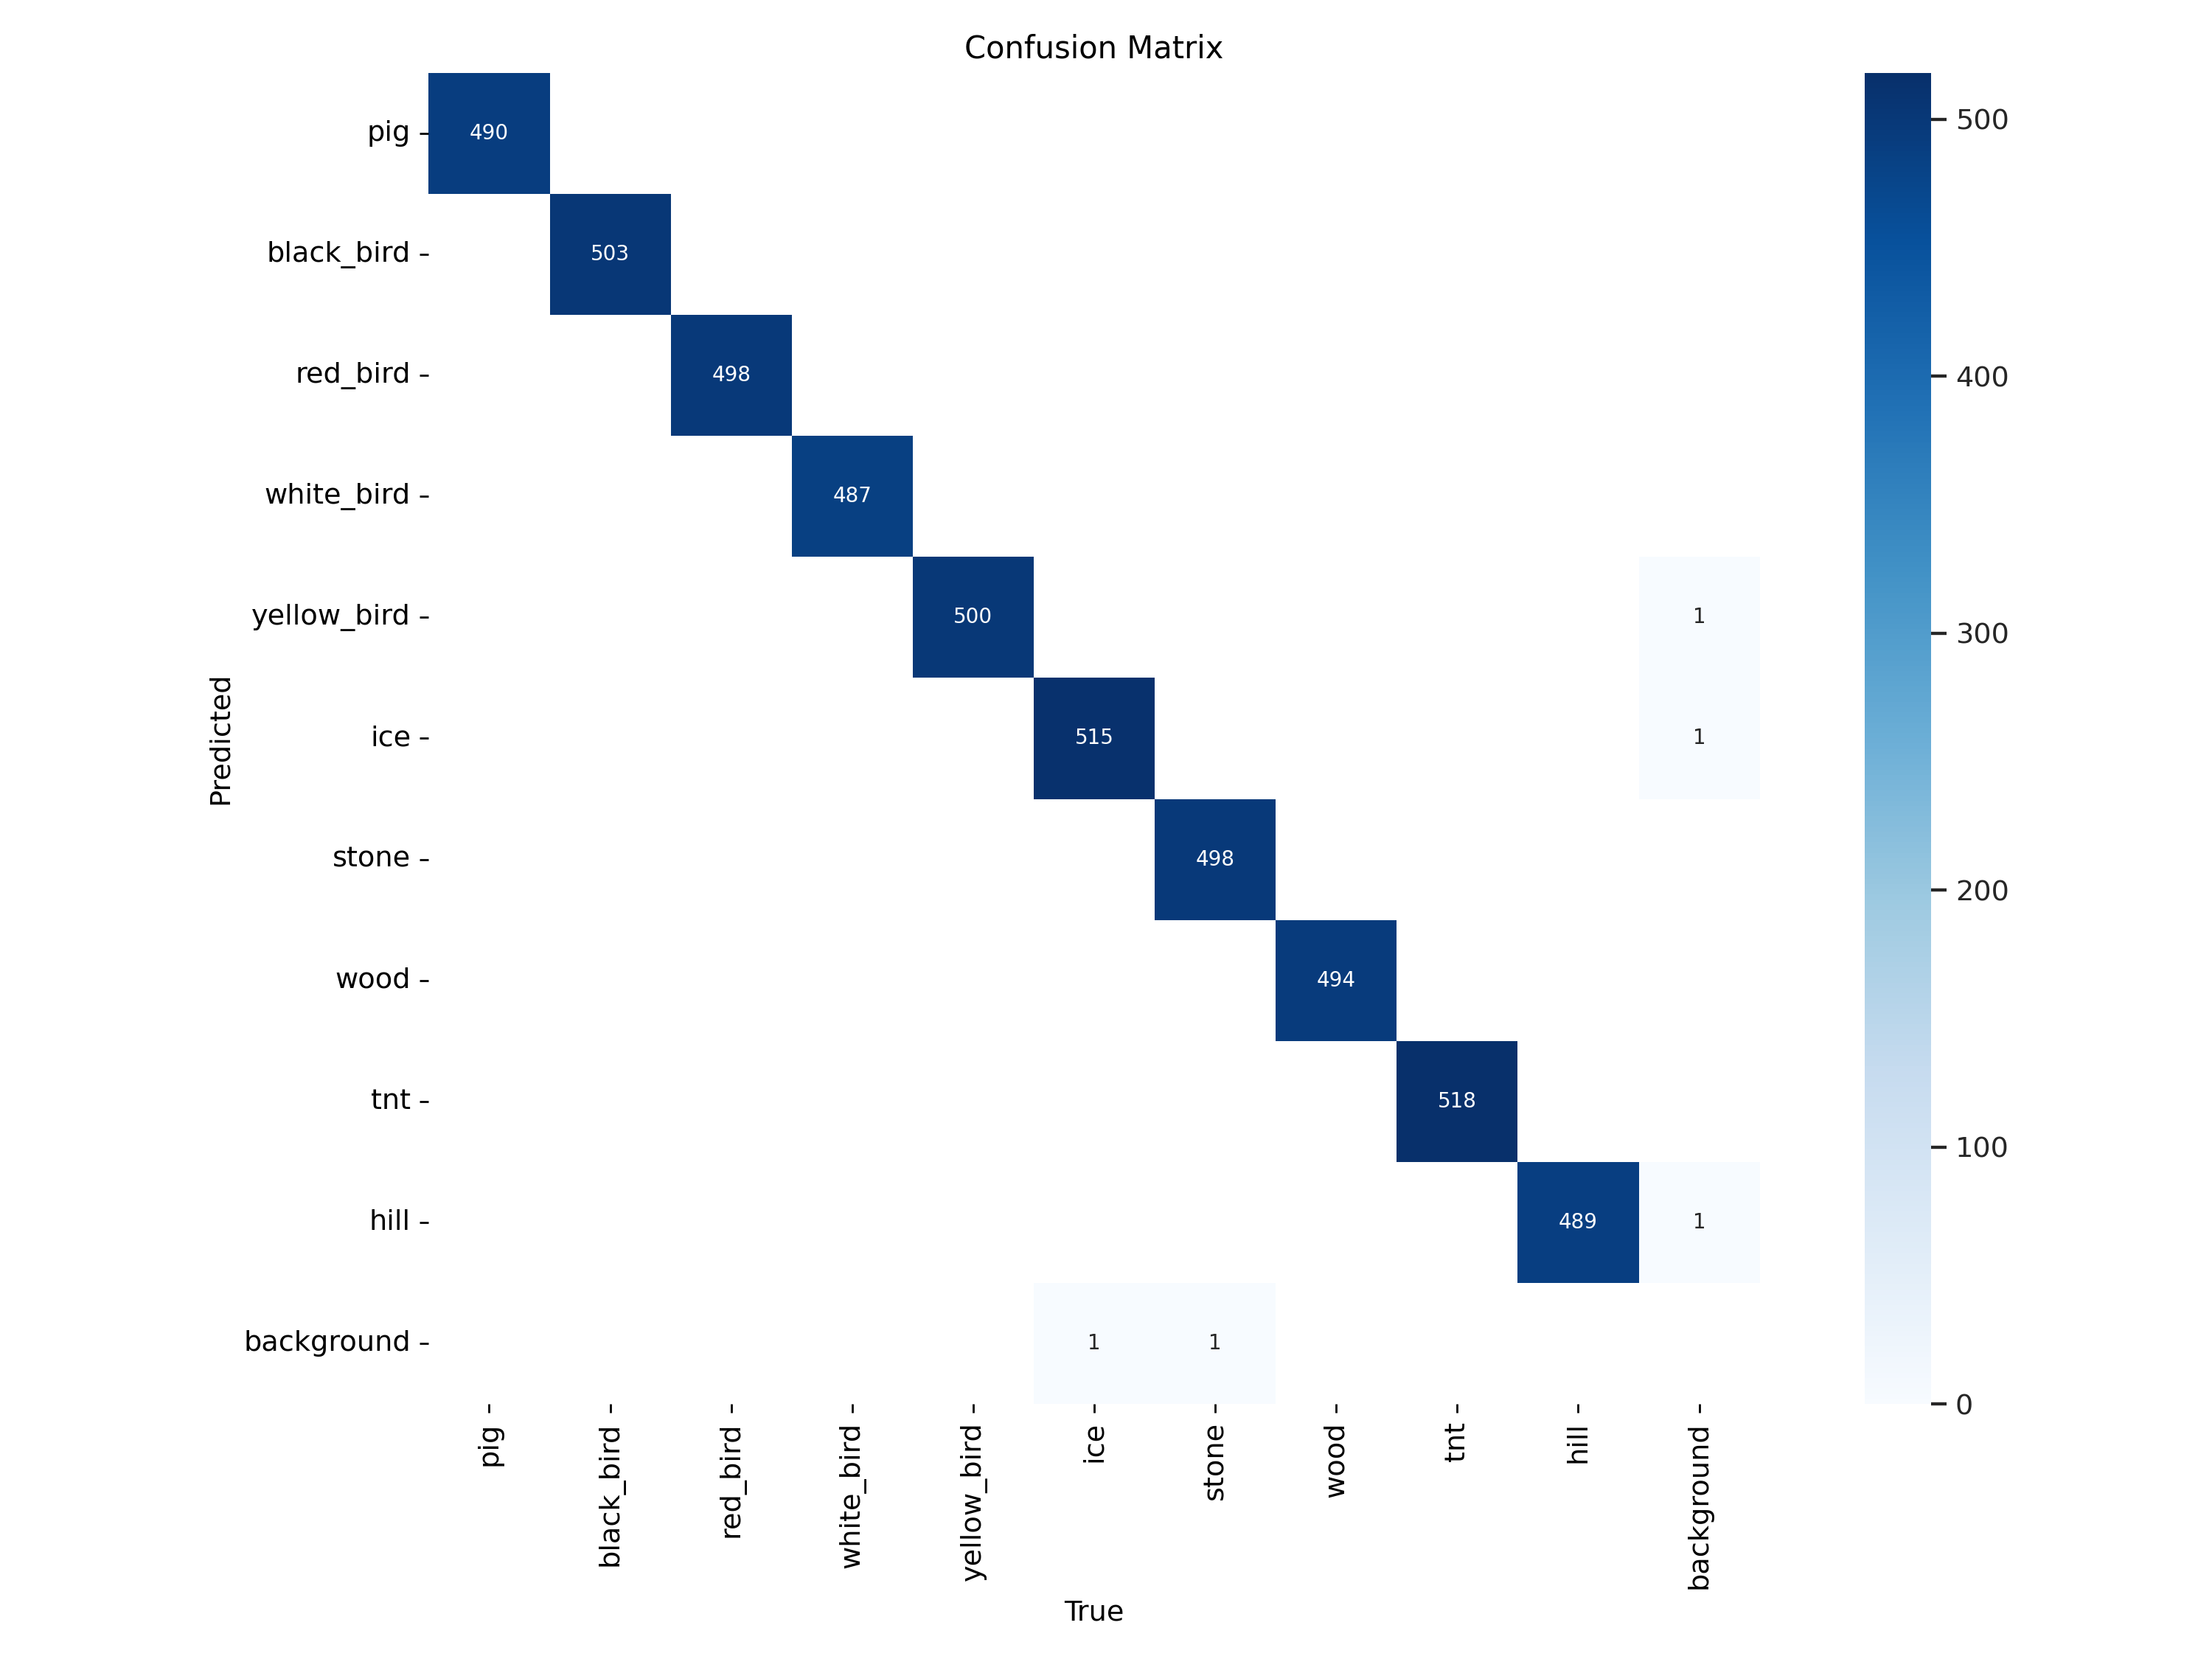 Confusion Matrix
pig 490
black_bird 503
red_bird 498
white_bird 487
yellow_bird 500 1
ice 515 1
stone 498
wood 494
tnt 518
hill 489 1
background 1 1
Predicted
pig
black_bird
red_bird
white_bird
yellow_bird
ice
stone
wood
tnt
hill
background
True
500
400
300
200
100
0